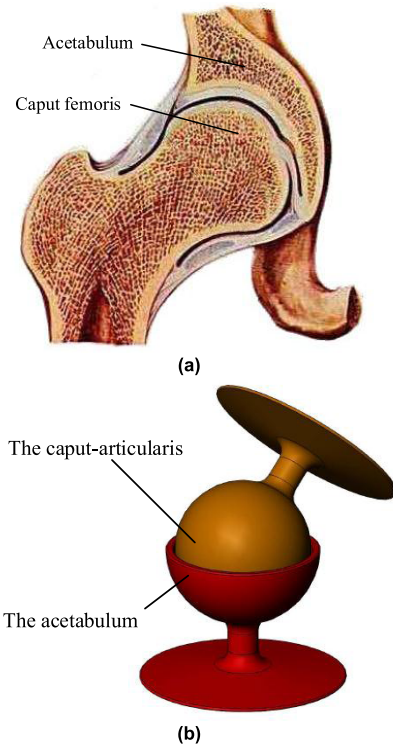 Acetabulum
Caput femoris
(a)
The caput-articularis
The acetabulum
(b)